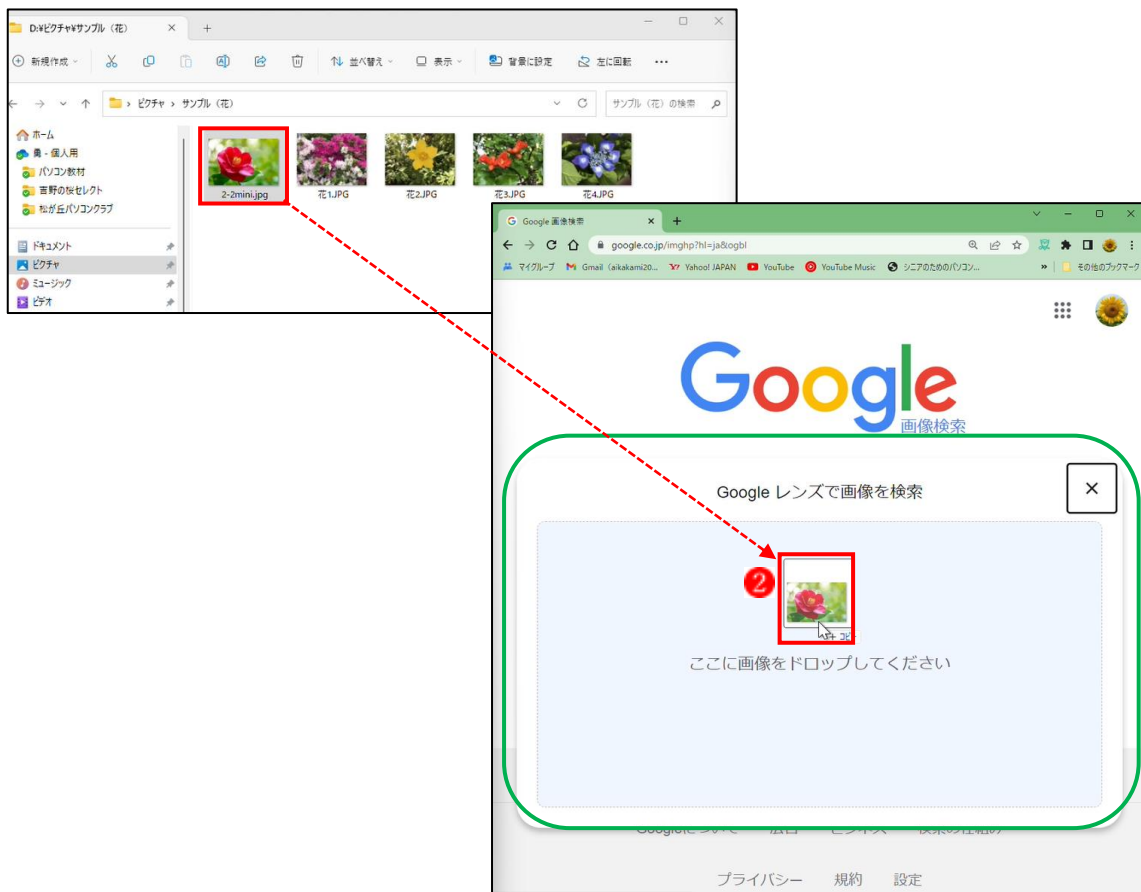 D:¥ピクチャ¥サンプル（花）
新規作成
並べ替え
表示
背景に設定
左に回転
ピクチャ › サンプル（花）
サンプル（花）の検索
ホーム
勇 - 個人用
パソコン教材
吉野の桜セレクト
松が丘パソコンクラブ
ドキュメント
ピクチャ
ミュージック
ビデオ
2-2mini.jpg
花1.JPG
花2.JPG
花3.JPG
花4.JPG
Google 画像検索
google.co.jp/imghp?hl=ja&ogbl
マイグループ
Gmail (aikakami20...
Yahoo! JAPAN
YouTube
YouTube Music
シニアのためのパソコン...
その他のブックマーク
Google
画像検索
Google レンズで画像を検索
2
コピー
ここに画像をドロップしてください
プライバシー 規約 設定